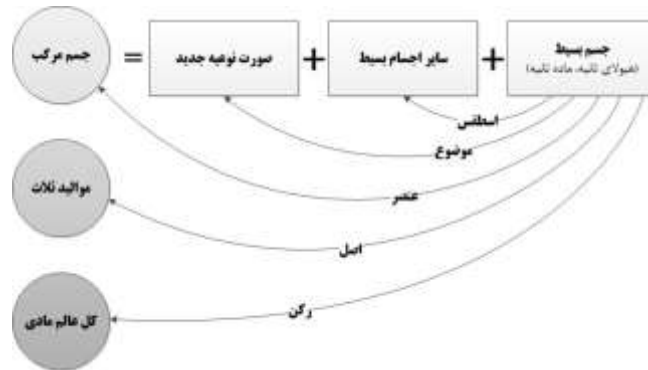 جسم بسیط + سایر اجسام بسیط + صورت نوعیه جدید = جسم مرکب
(هیولای ثانیه، ماده ثانیه)
اسطقس
موضوع
عنصر
موالید ثلاث
اصل
رکن
کل عالم مادی